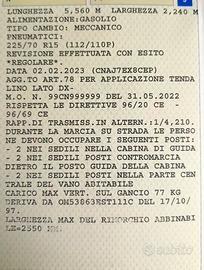 LUNGHEZZA 5,560 M LARGHEZZA 2,240 M
ALIMENTAZIONE:GASOLIO
TIPO CAMBIO: MECCANICO
PNEUMATICI:
225/70 R15 (112/110P)
REVISIONE EFFETTUATA CON ESITO
*REGOLARE*.
DATA 02.02.2023 (CNAJ7EX8CEP)
AGG.TO ART.78 PER APPLICAZIONE TENDA
LINO LATO DX-
M.O. N. 99CN999999 DEL 31.05.2022
RISPETTA LE DIRETTIVE 96/20 CE -
96/69 CE
RAPP.DI TRASMISS.IN ALTERN.:1/4,210.
DURANTE LA MARCIA SU STRADA LE PERSO
NE DEVONO OCCUPARE I SEGUENTI POSTI:
- 2 NEI SEDILI NELLA CABINA DI GUIDA
- 2 NEI SEDILI POSTI CONTROMARCIA
DIETRO IL POSTO GUIDA DELLA CABINA
- 2 NEI SEDILI NELLA PARTE CEN
TRALE DEL VANO ABITABILE
CARICO MAX VERT. SUL GANCIO 77 KG
DERIVA DA OM53863EST111C DEL 17/10/
97.
LARGHEZZA MAX DEL RIMORCHIO ABBINABI
LE=2550 MM.
subito